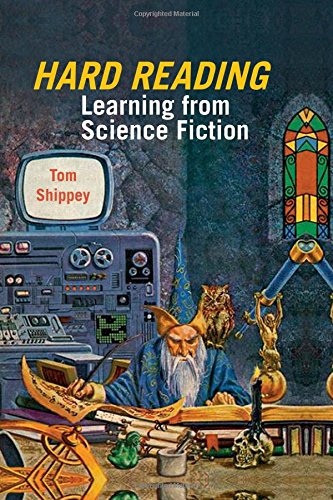 HARD READING
Learning from
Science Fiction
Tom
Shippey
Copyrighted Material